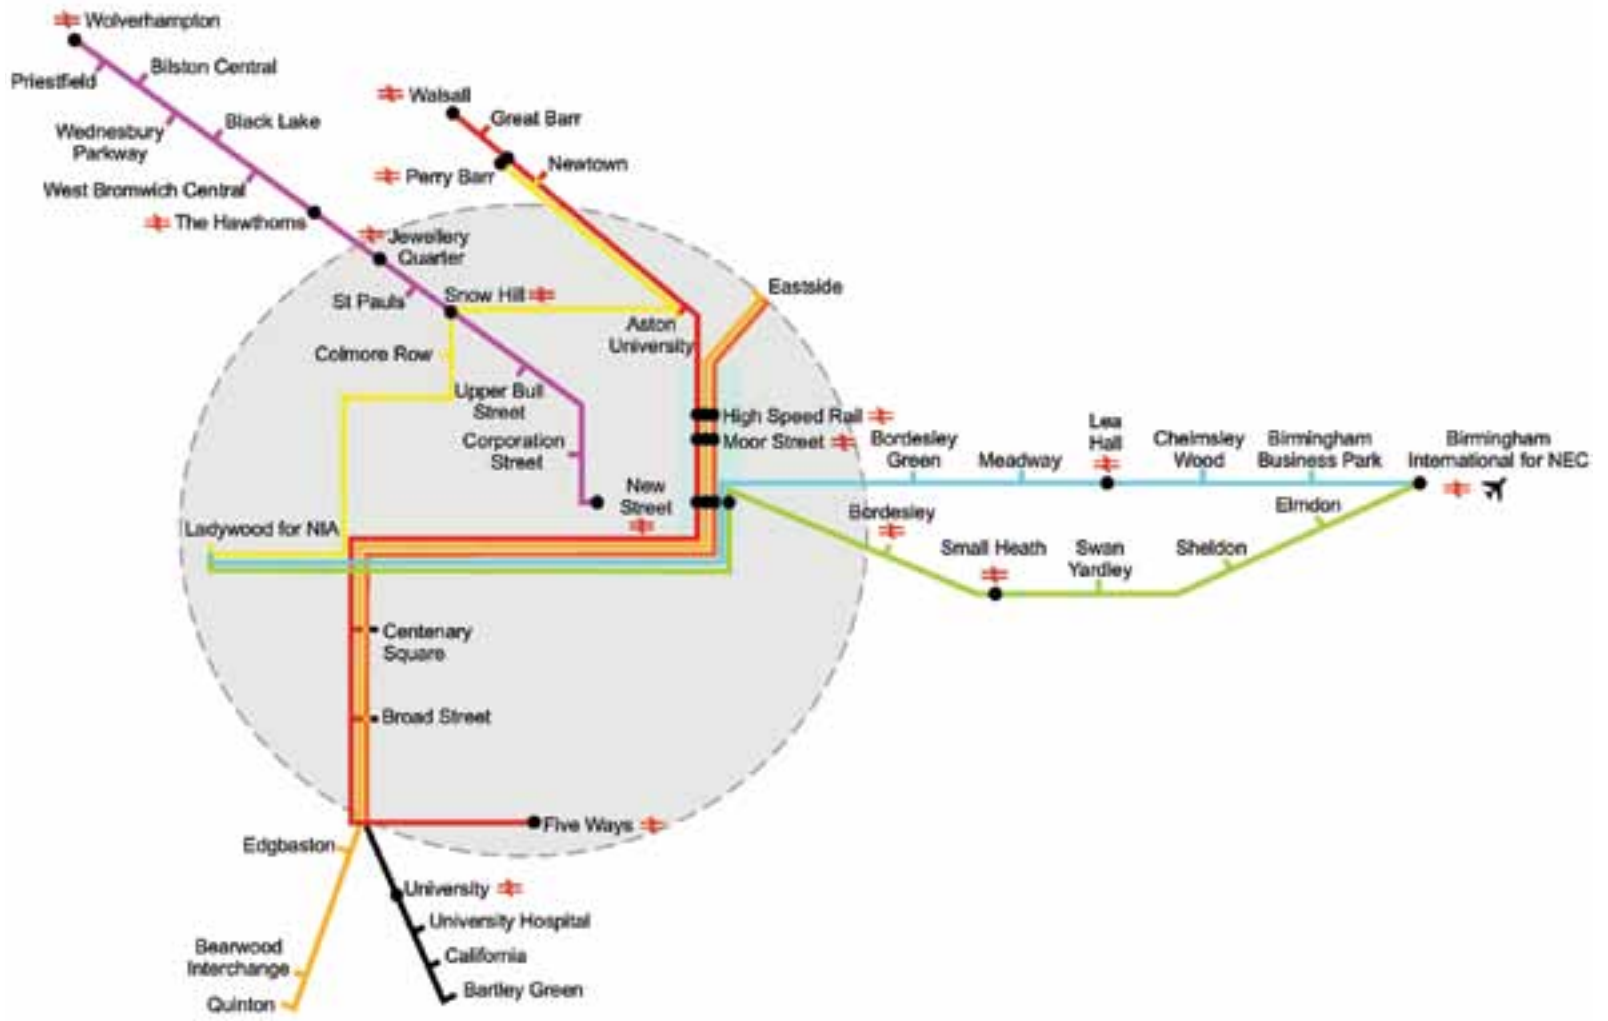 Wolverhampton
Priestfield
Bilston Central
Wednesbury
Parkway
Black Lake
West Bromwich Central
The Hawthorns
Jewellery
Quarter
St Pauls
Snow Hill
Walsall
Great Barr
Perry Barr
Newtown
Aston
University
Eastside
Colmore Row
Upper Bull
Street
Corporation
Street
New
Street
High Speed Rail
Moor Street
Ladywood for NIA
Bordesley
Green
Meadway
Lea
Hall
Chelmsley
Wood
Birmingham
Business Park
Birmingham
International for NEC
Bordesley
Small Heath
Swan
Yardley
Sheldon
Elmdon
Centenary
Square
Broad Street
Five Ways
Edgbaston
Bearwood
Interchange
Quinton
University
University Hospital
California
Bartley Green